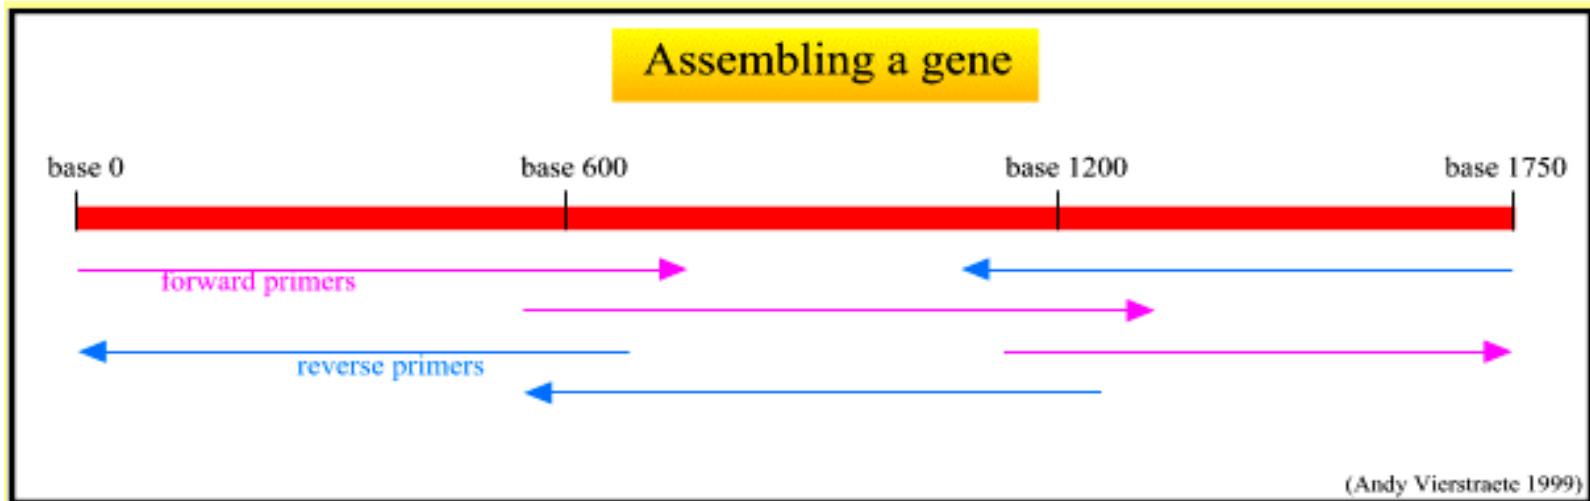 Assembling a gene
base 0
base 600
base 1200
base 1750
forward primers
reverse primers
(Andy Vierstraete 1999)